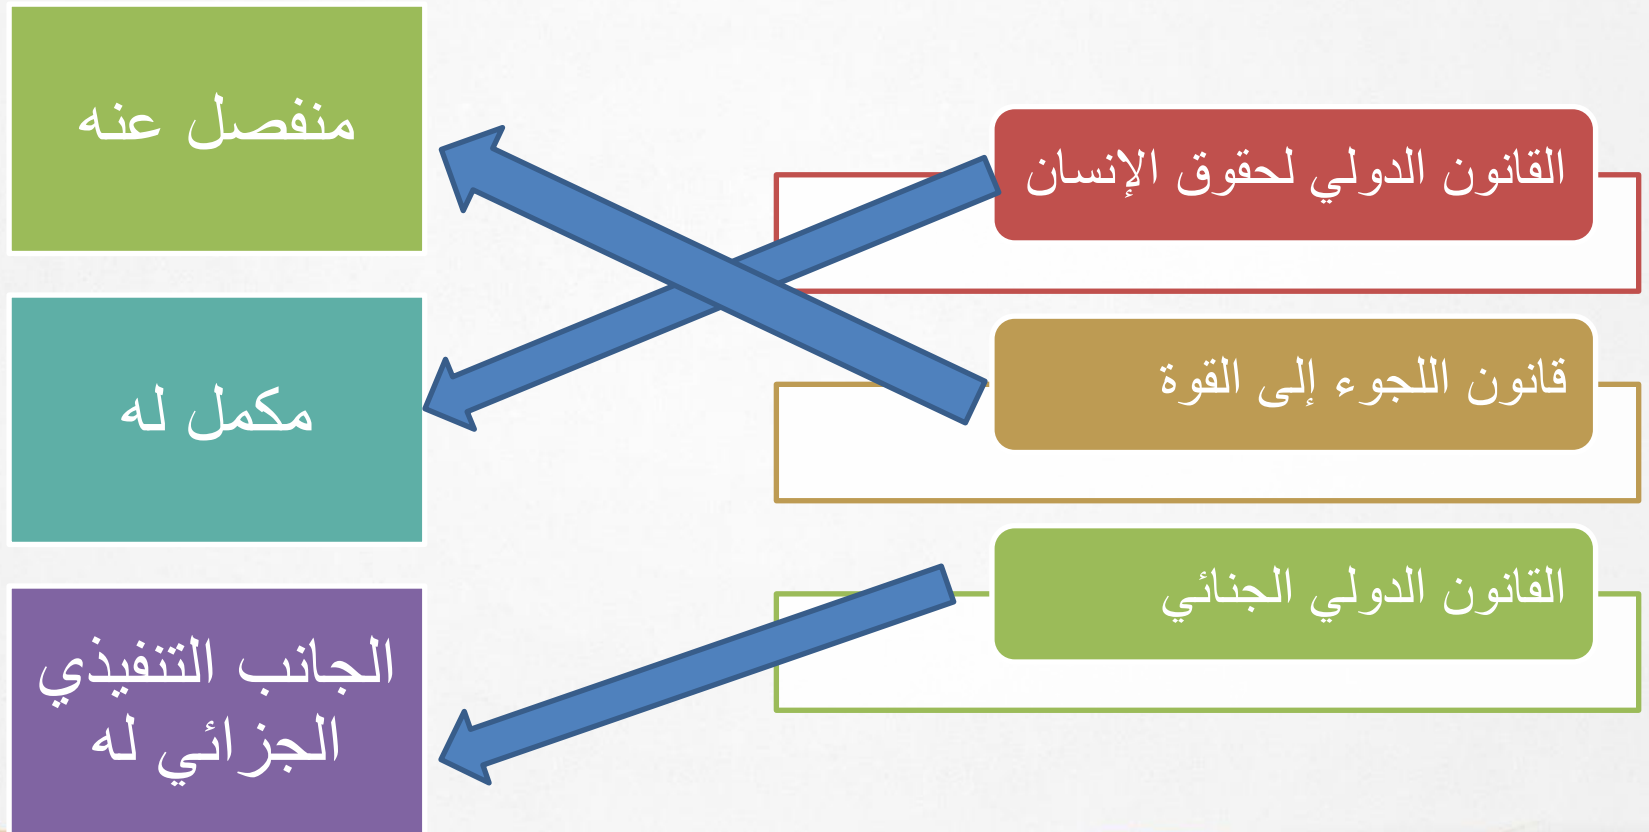 القانون الدولي لحقوق الإنسان
قانون اللجوء إلى القوة
القانون الدولي الجنائي
منفصل عنه
مكمل له
الجانب التنفيذي
الجزائي له